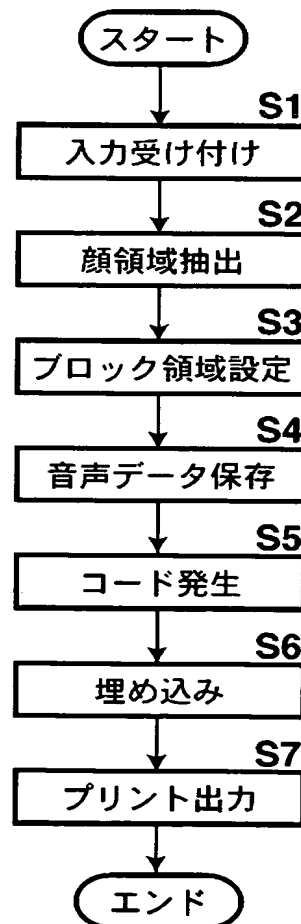 スタート
S1
入力受け付け
S2
顔領域抽出
S3
ブロック領域設定
S4
音声データ保存
S5
コード発生
S6
埋め込み
S7
プリント出力
エンド